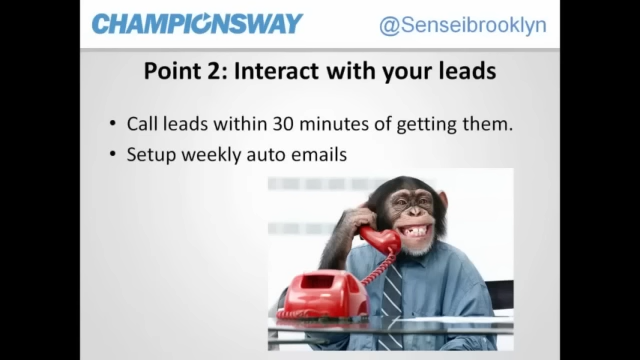 CHAMPIONSWAY @Senseibrooklyn
Point 2: Interact with your leads
• Call leads within 30 minutes of getting them.
• Setup weekly auto emails